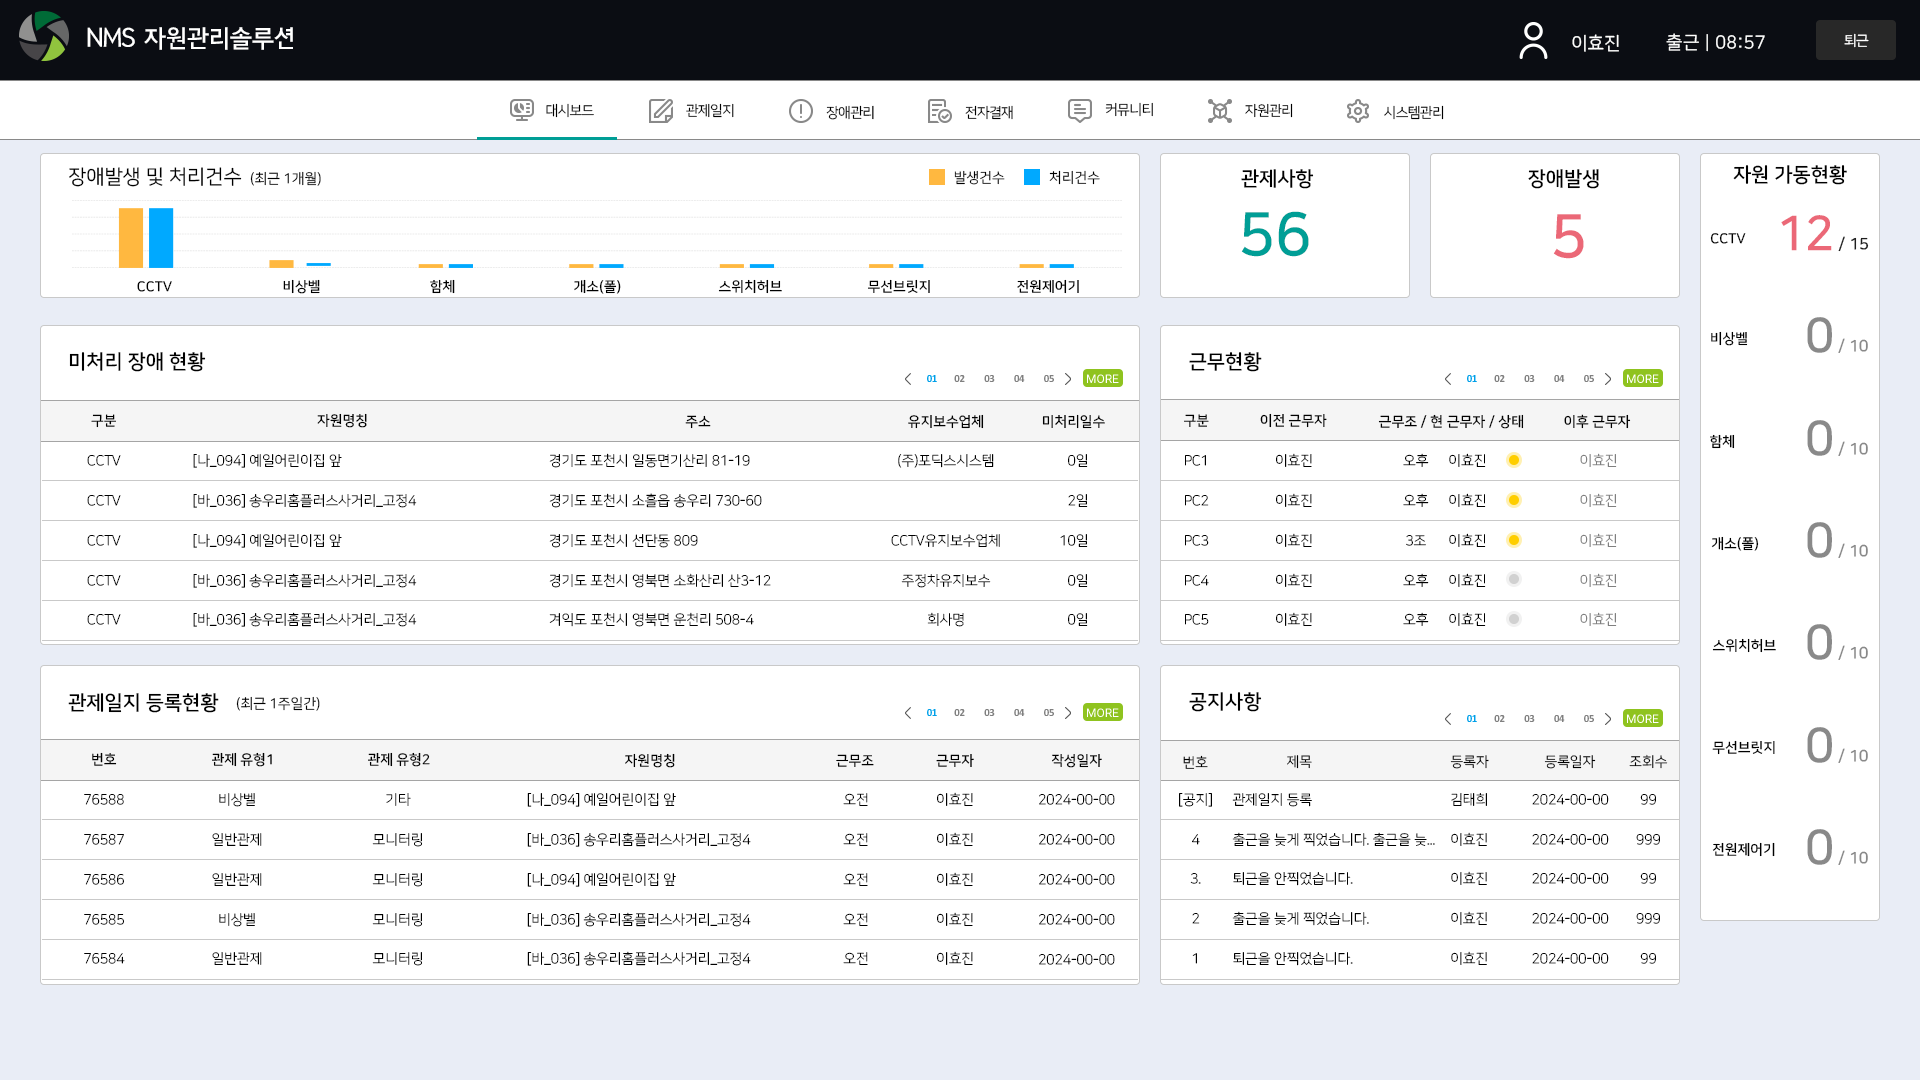 NMS 자원관리솔루션
이효진
출근 | 08:57
퇴근
대시보드
관제일지
장애관리
전자결재
커뮤니티
자원관리
시스템관리
장애발생 및 처리건수 (최근 1개월)
발생건수
처리건수
CCTV
비상벨
함체
개소(폴)
스위치허브
무선브릿지
전원제어기
관제사항
56
장애발생
5
자원 가동현황
CCTV 12 / 15
비상벨 0 / 10
함체 0 / 10
개소(폴) 0 / 10
스위치허브 0 / 10
무선브릿지 0 / 10
전원제어기 0 / 10
미처리 장애 현황
01 02 03 04 05 MORE
구분 자원명칭 주소 유지보수업체 미처리일수
CCTV [나_094] 예일어린이집 앞 경기도 포천시 일동면기산리 81-19 (주)포딕스시스템 0일
CCTV [바_036] 송우리홈플러스사거리_고정4 경기도 포천시 소흘읍 송우리 730-60 2일
CCTV [나_094] 예일어린이집 앞 경기도 포천시 선단동 809 CCTV유지보수업체 10일
CCTV [바_036] 송우리홈플러스사거리_고정4 경기도 포천시 영북면 소화산리 산3-12 주정차유지보수 0일
CCTV [바_036] 송우리홈플러스사거리_고정4 겨익도 포천시 영북면 운천리 508-4 회사명 0일
근무현황
01 02 03 04 05 MORE
구분 이전 근무자 근무조 / 현 근무자 / 상태 이후 근무자
PC1 이효진 오후 이효진 이효진
PC2 이효진 오후 이효진 이효진
PC3 이효진 3조 이효진 이효진
PC4 이효진 오후 이효진 이효진
PC5 이효진 오후 이효진 이효진
관제일지 등록현황 (최근 1주일간)
01 02 03 04 05 MORE
번호 관제 유형1 관제 유형2 자원명칭 근무조 근무자 작성일자
76588 비상벨 기타 [나_094] 예일어린이집 앞 오전 이효진 2024-00-00
76587 일반관제 모니터링 [바_036] 송우리홈플러스사거리_고정4 오전 이효진 2024-00-00
76586 일반관제 모니터링 [나_094] 예일어린이집 앞 오전 이효진 2024-00-00
76585 비상벨 모니터링 [바_036] 송우리홈플러스사거리_고정4 오전 이효진 2024-00-00
76584 일반관제 모니터링 [바_036] 송우리홈플러스사거리_고정4 오전 이효진 2024-00-00
공지사항
01 02 03 04 05 MORE
번호 제목 등록자 등록일자 조회수
[공지] 관제일지 등록 김태희 2024-00-00 99
4 출근을 늦게 찍었습니다. 출근을 늦... 이효진 2024-00-00 999
3. 퇴근을 안찍었습니다. 이효진 2024-00-00 99
2 출근을 늦게 찍었습니다. 이효진 2024-00-00 999
1 퇴근을 안찍었습니다. 이효진 2024-00-00 99